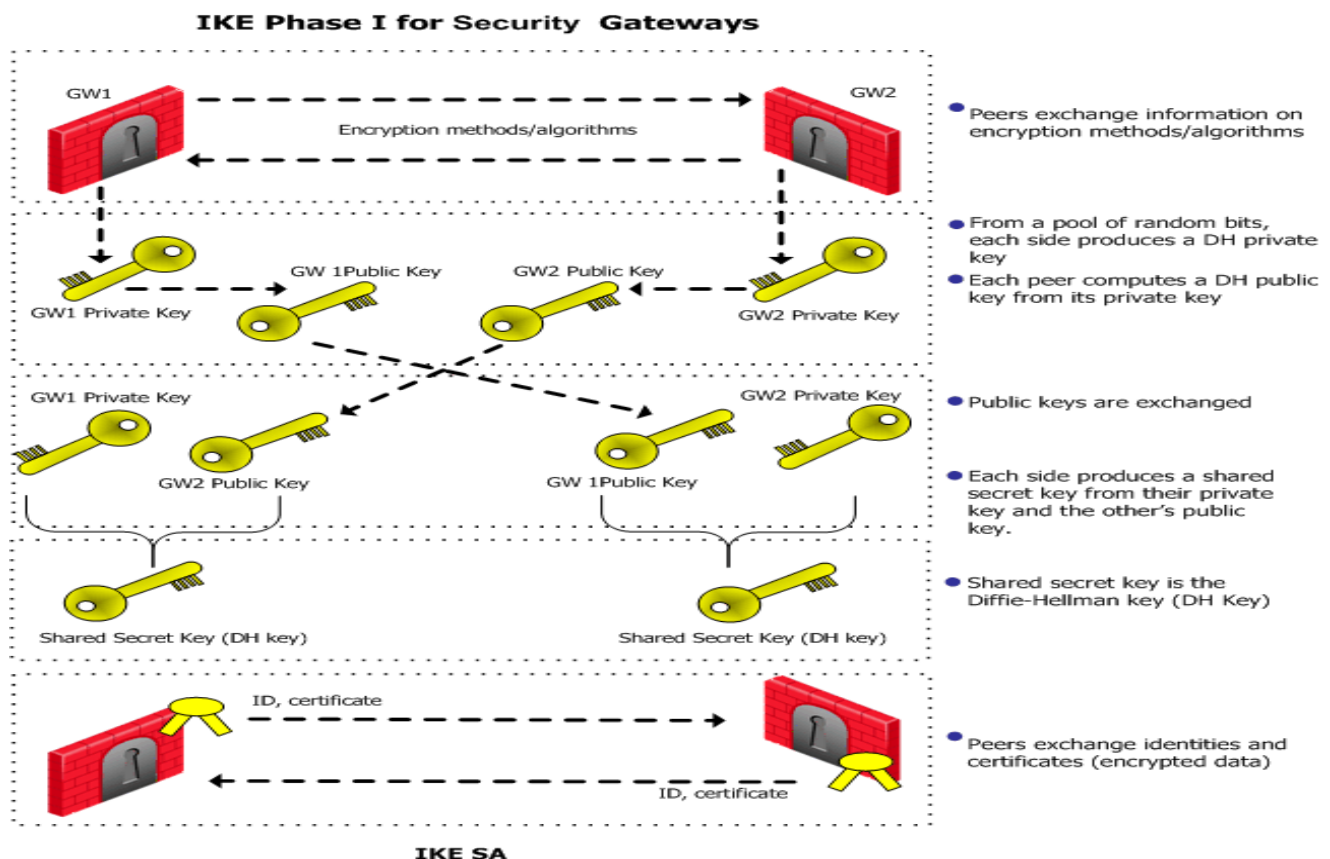 IKE Phase I for Security Gateways
GW1
GW2
Encryption methods/algorithms
Peers exchange information on
encryption methods/algorithms
GW1 Private Key
GW 1Public Key
GW2 Public Key
GW2 Private Key
From a pool of random bits,
each side produces a DH private
key
Each peer computes a DH public
key from its private key
GW1 Private Key
GW2 Public Key
GW 1Public Key
GW2 Private Key
Public keys are exchanged
Each side produces a shared
secret key from their private
key and the other's public
key.
Shared Secret Key (DH key)
Shared Secret Key (DH key)
Shared secret key is the
Diffie-Hellman key (DH Key)
ID, certificate
ID, certificate
Peers exchange identities and
certificates (encrypted data)
IKE SA